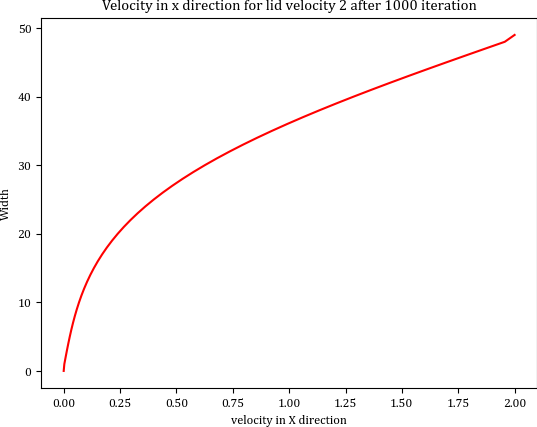 Velocity in x direction for lid velocity 2 after 1000 iteration
50
40
30
20
10
0
Width
0.00 0.25 0.50 0.75 1.00 1.25 1.50 1.75 2.00
velocity in X direction